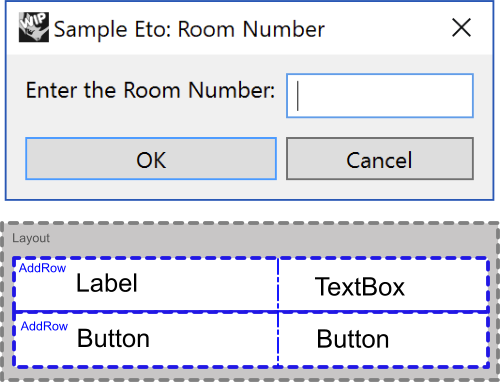 WIP Sample Eto: Room Number
Enter the Room Number:
OK Cancel
Layout
AddRow Label TextBox
AddRow Button Button